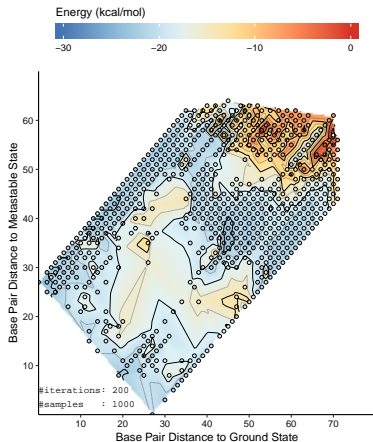 Energy (kcal/mol)
−30 −20 −10 0
Base Pair Distance to Metastable State
60
50
40
30
20
10
#iterations: 200
#samples : 1000
10 20 30 40 50 60 70
Base Pair Distance to Ground State